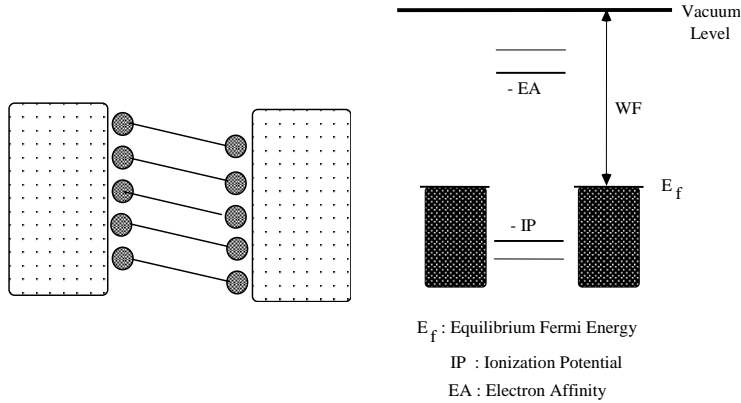 Vacuum
Level
- EA
WF
E f
- IP
E f : Equilibrium Fermi Energy
IP : Ionization Potential
EA : Electron Affinity